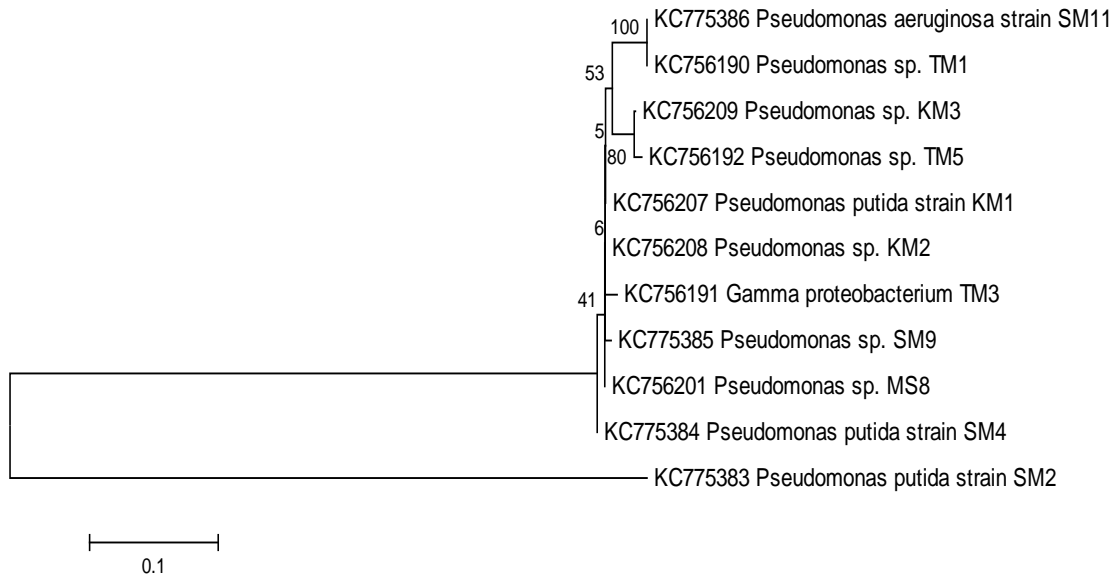 100
KC775386 Pseudomonas aeruginosa strain SM11
KC756190 Pseudomonas sp. TM1
53
KC756209 Pseudomonas sp. KM3
5
80
KC756192 Pseudomonas sp. TM5
KC756207 Pseudomonas putida strain KM1
6
KC756208 Pseudomonas sp. KM2
41
KC756191 Gamma proteobacterium TM3
KC775385 Pseudomonas sp. SM9
KC756201 Pseudomonas sp. MS8
KC775384 Pseudomonas putida strain SM4
KC775383 Pseudomonas putida strain SM2
0.1